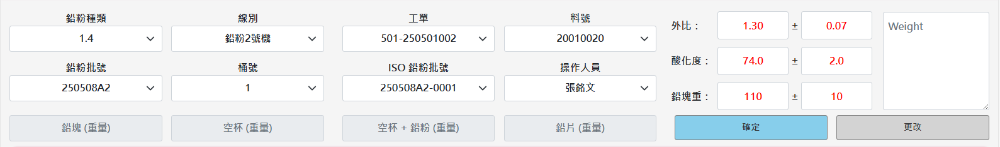 鉛粉種類 線別 工單 料號
1.4 鉛粉2號機 501-250501002 20010020
外比： 1.30 ± 0.07
Weight
鉛粉批號 桶號 ISO 鉛粉批號 操作人員
250508A2 1 250508A2-0001 張銘文
酸化度： 74.0 ± 2.0
鉛塊重： 110 ± 10
鉛塊 (重量) 空杯 (重量) 空杯 + 鉛粉 (重量) 鉛片 (重量) 確定 更改